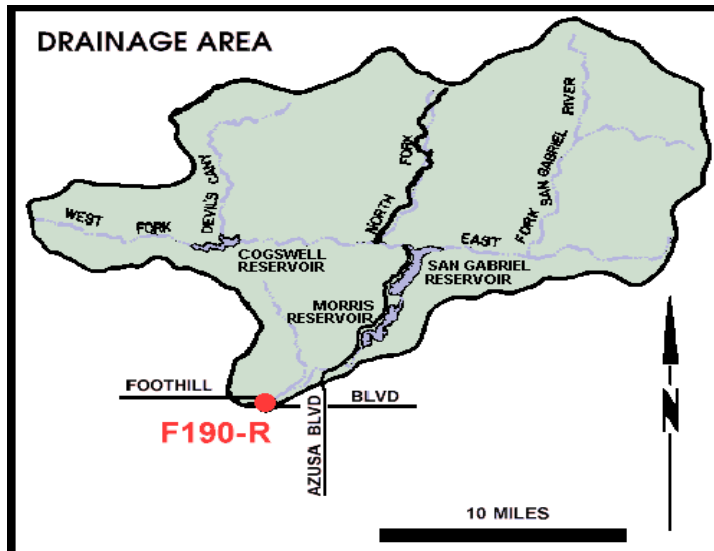 DRAINAGE AREA
WEST FORK
DEVIL'S CANY
NORTH FORK
EAST FORK SAN GABRIEL RIVER
COGSWELL
RESERVOIR
SAN GABRIEL
RESERVOIR
MORRIS
RESERVOIR
FOOTHILL BLVD
F190-R
AZUSA BLVD
N
10 MILES